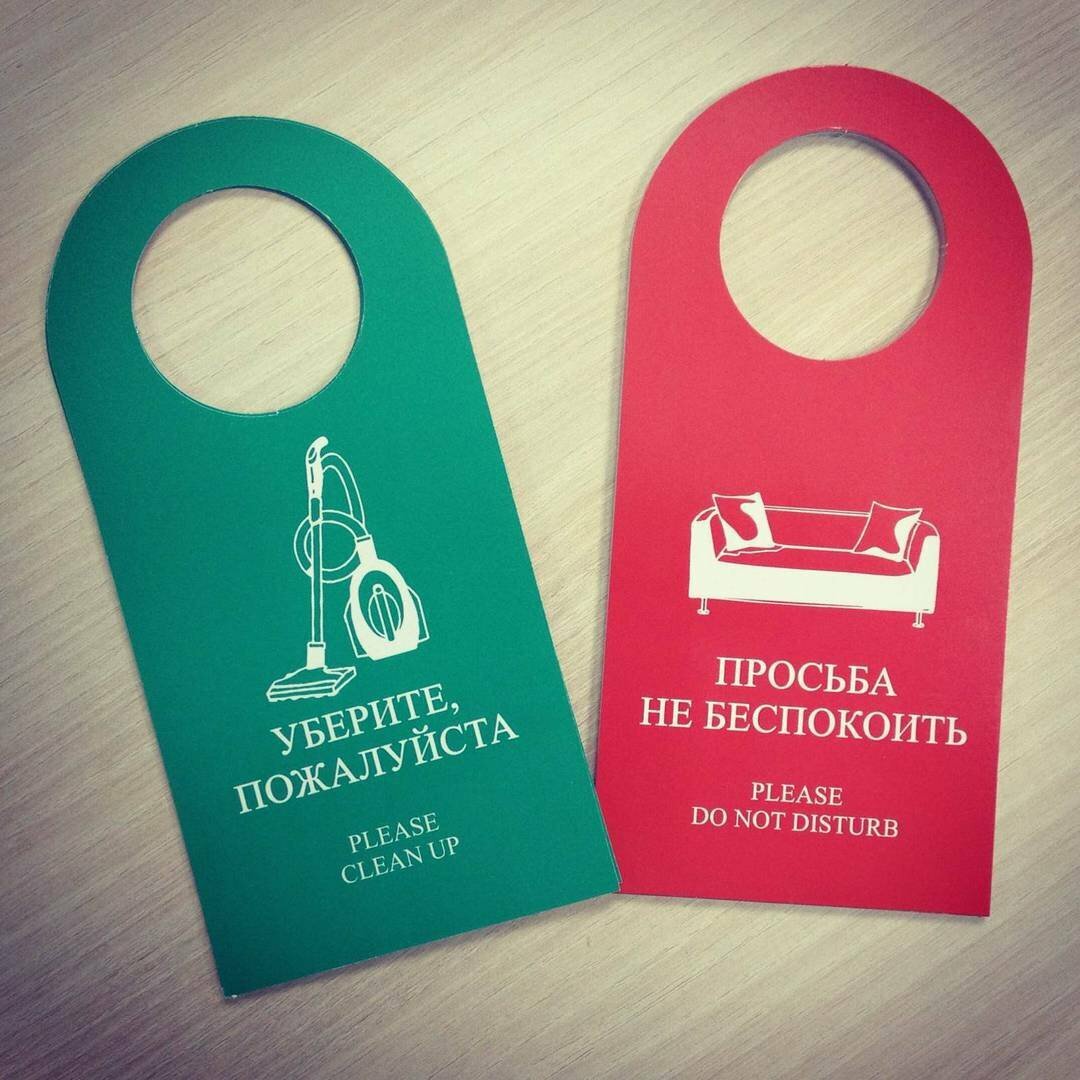 УБЕРИТЕ,
ПОЖАЛУЙСТА
PLEASE
CLEAN UP
ПРОСЬБА
НЕ БЕСПОКОИТЬ
PLEASE
DO NOT DISTURB